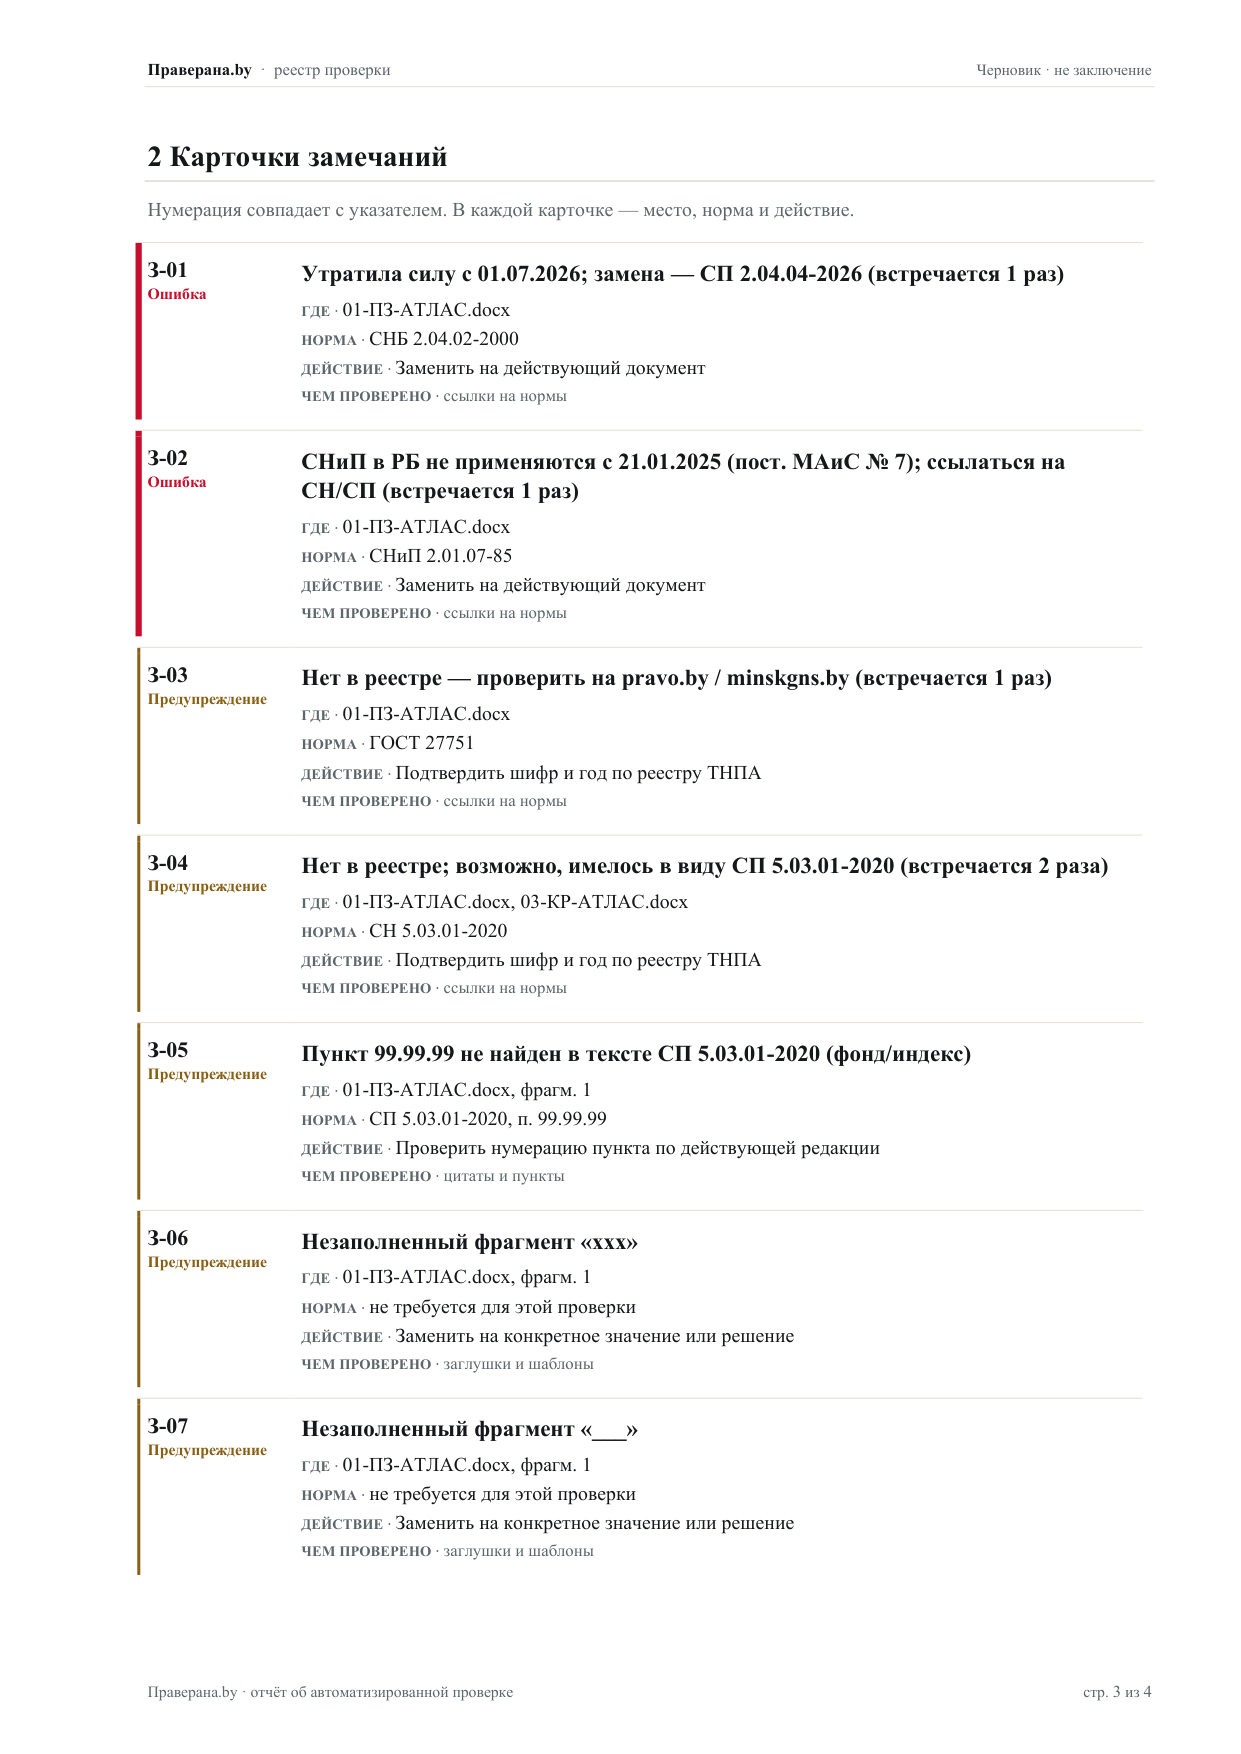 Праверана.by · реестр проверки
Черновик · не заключение
2 Карточки замечаний
Нумерация совпадает с указателем. В каждой карточке — место, норма и действие.
З-01
Ошибка
Утратила силу с 01.07.2026; замена — СП 2.04.04-2026 (встречается 1 раз)
ГДЕ · 01-ПЗ-АТЛАС.docx
НОРМА · СНБ 2.04.02-2000
ДЕЙСТВИЕ · Заменить на действующий документ
ЧЕМ ПРОВЕРЕНО · ссылки на нормы
З-02
Ошибка
СНиП в РБ не применяются с 21.01.2025 (пост. МАиС № 7); ссылаться на
СН/СП (встречается 1 раз)
ГДЕ · 01-ПЗ-АТЛАС.docx
НОРМА · СНиП 2.01.07-85
ДЕЙСТВИЕ · Заменить на действующий документ
ЧЕМ ПРОВЕРЕНО · ссылки на нормы
З-03
Предупреждение
Нет в реестре — проверить на pravo.by / minskgns.by (встречается 1 раз)
ГДЕ · 01-ПЗ-АТЛАС.docx
НОРМА · ГОСТ 27751
ДЕЙСТВИЕ · Подтвердить шифр и год по реестру ТНПА
ЧЕМ ПРОВЕРЕНО · ссылки на нормы
З-04
Предупреждение
Нет в реестре; возможно, имелось в виду СП 5.03.01-2020 (встречается 2 раза)
ГДЕ · 01-ПЗ-АТЛАС.docx, 03-КР-АТЛАС.docx
НОРМА · СН 5.03.01-2020
ДЕЙСТВИЕ · Подтвердить шифр и год по реестру ТНПА
ЧЕМ ПРОВЕРЕНО · ссылки на нормы
З-05
Предупреждение
Пункт 99.99.99 не найден в тексте СП 5.03.01-2020 (фонд/индекс)
ГДЕ · 01-ПЗ-АТЛАС.docx, фрагм. 1
НОРМА · СП 5.03.01-2020, п. 99.99.99
ДЕЙСТВИЕ · Проверить нумерацию пункта по действующей редакции
ЧЕМ ПРОВЕРЕНО · цитаты и пункты
З-06
Предупреждение
Незаполненный фрагмент «xxx»
ГДЕ · 01-ПЗ-АТЛАС.docx, фрагм. 1
НОРМА · не требуется для этой проверки
ДЕЙСТВИЕ · Заменить на конкретное значение или решение
ЧЕМ ПРОВЕРЕНО · заглушки и шаблоны
З-07
Предупреждение
Незаполненный фрагмент «___»
ГДЕ · 01-ПЗ-АТЛАС.docx, фрагм. 1
НОРМА · не требуется для этой проверки
ДЕЙСТВИЕ · Заменить на конкретное значение или решение
ЧЕМ ПРОВЕРЕНО · заглушки и шаблоны
Праверана.by · отчёт об автоматизированной проверке
стр. 3 из 4